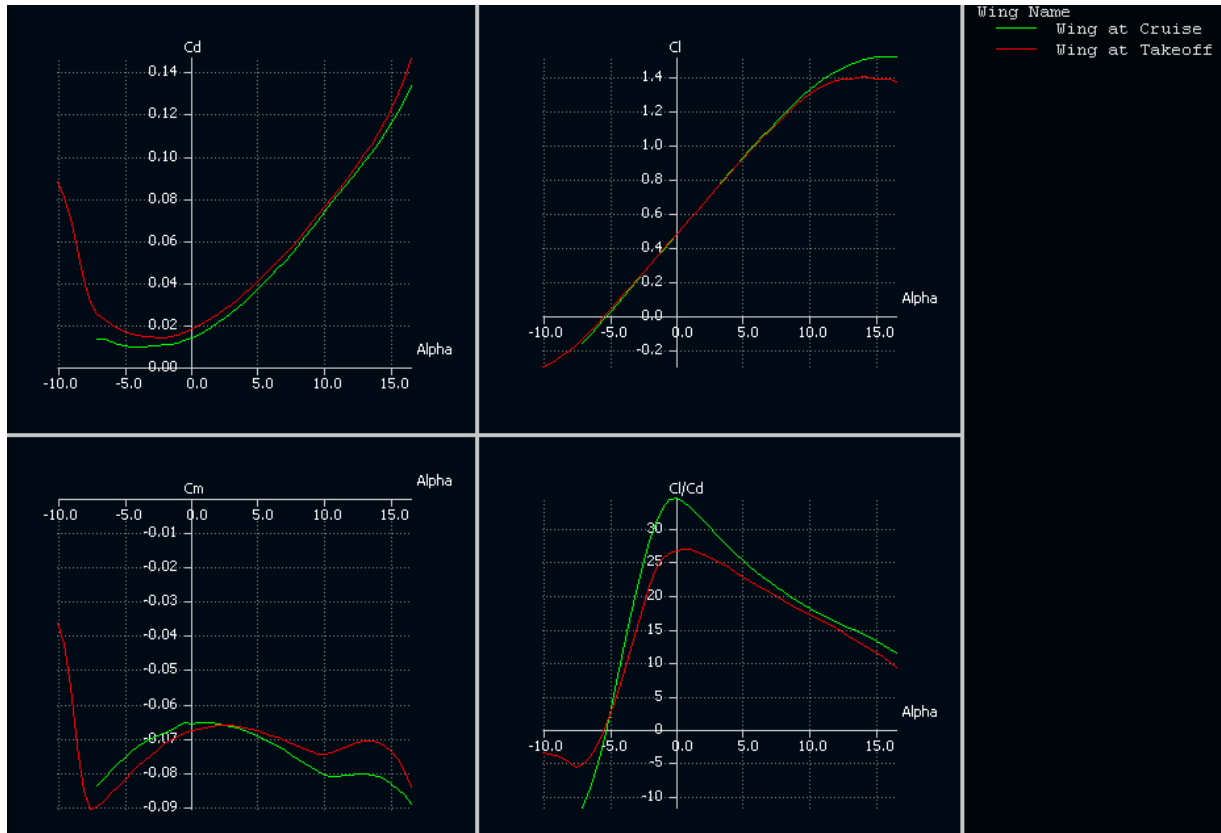 Wing Name
Wing at Cruise
Wing at Takeoff
Cd
0.14
0.12
0.10
0.08
0.06
0.04
0.02
0.00
Alpha
-10.0 -5.0 0.0 5.0 10.0 15.0
Cl
1.4
1.2
1.0
0.8
0.6
0.4
0.2
0.0
-0.2
Alpha
-10.0 -5.0 0.0 5.0 10.0 15.0
Cm
Alpha
-10.0 -5.0 0.0 5.0 10.0 15.0
-0.01
-0.02
-0.03
-0.04
-0.05
-0.06
-0.07
-0.08
-0.09
Cl/Cd
30
25
20
15
10
5
0
-5
-10
Alpha
-10.0 -5.0 0.0 5.0 10.0 15.0